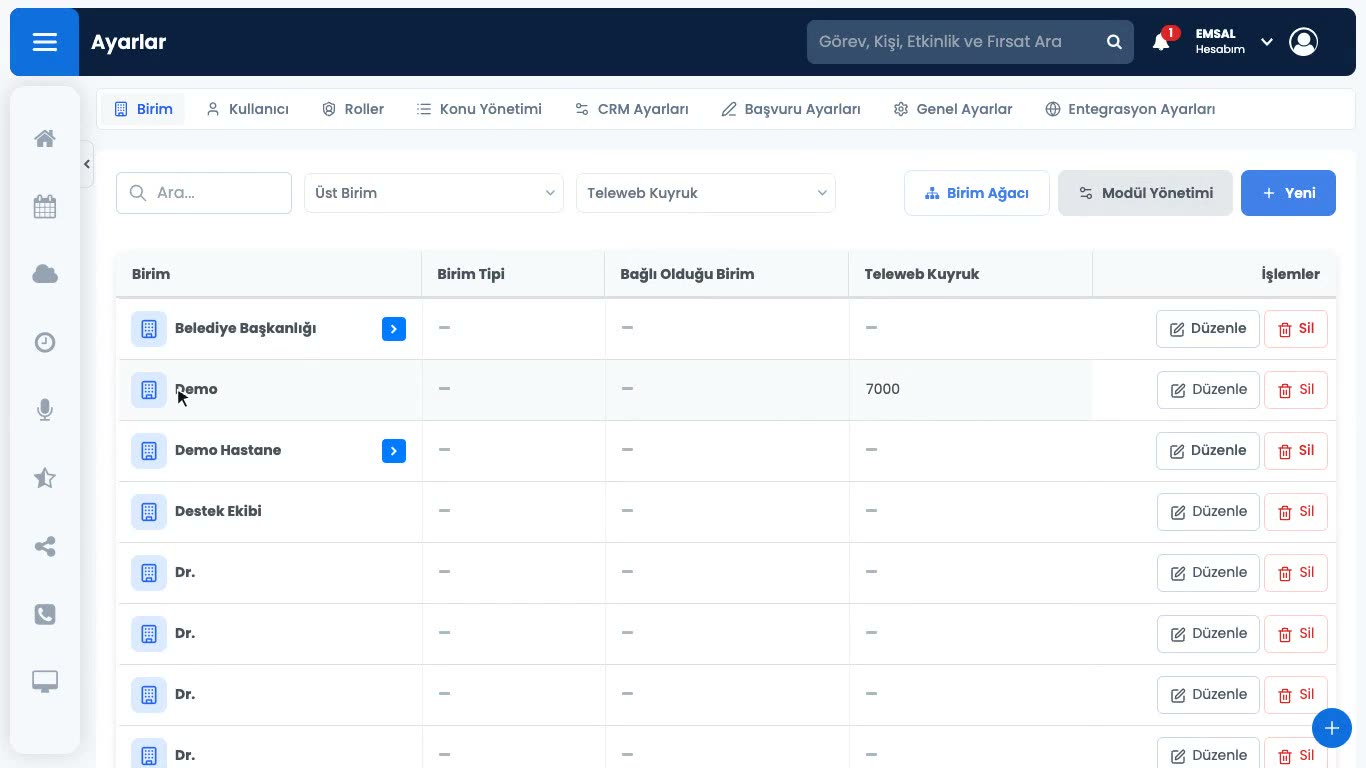 Ayarlar
Görev, Kişi, Etkinlik ve Fırsat Ara
1
EMSAL
Hesabım
Birim
Kullanıcı
Roller
Konu Yönetimi
CRM Ayarları
Başvuru Ayarları
Genel Ayarlar
Entegrasyon Ayarları
Ara...
Üst Birim
Teleweb Kuyruk
Birim Ağacı
Modül Yönetimi
Yeni
Birim Birim Tipi Bağlı Olduğu Birim Teleweb Kuyruk İşlemler
Belediye Başkanlığı — — — Düzenle Sil
Demo — — 7000 Düzenle Sil
Demo Hastane — — — Düzenle Sil
Destek Ekibi — — — Düzenle Sil
Dr. — — — Düzenle Sil
Dr. — — — Düzenle Sil
Dr. — — — Düzenle Sil
Dr. — — — Düzenle Sil